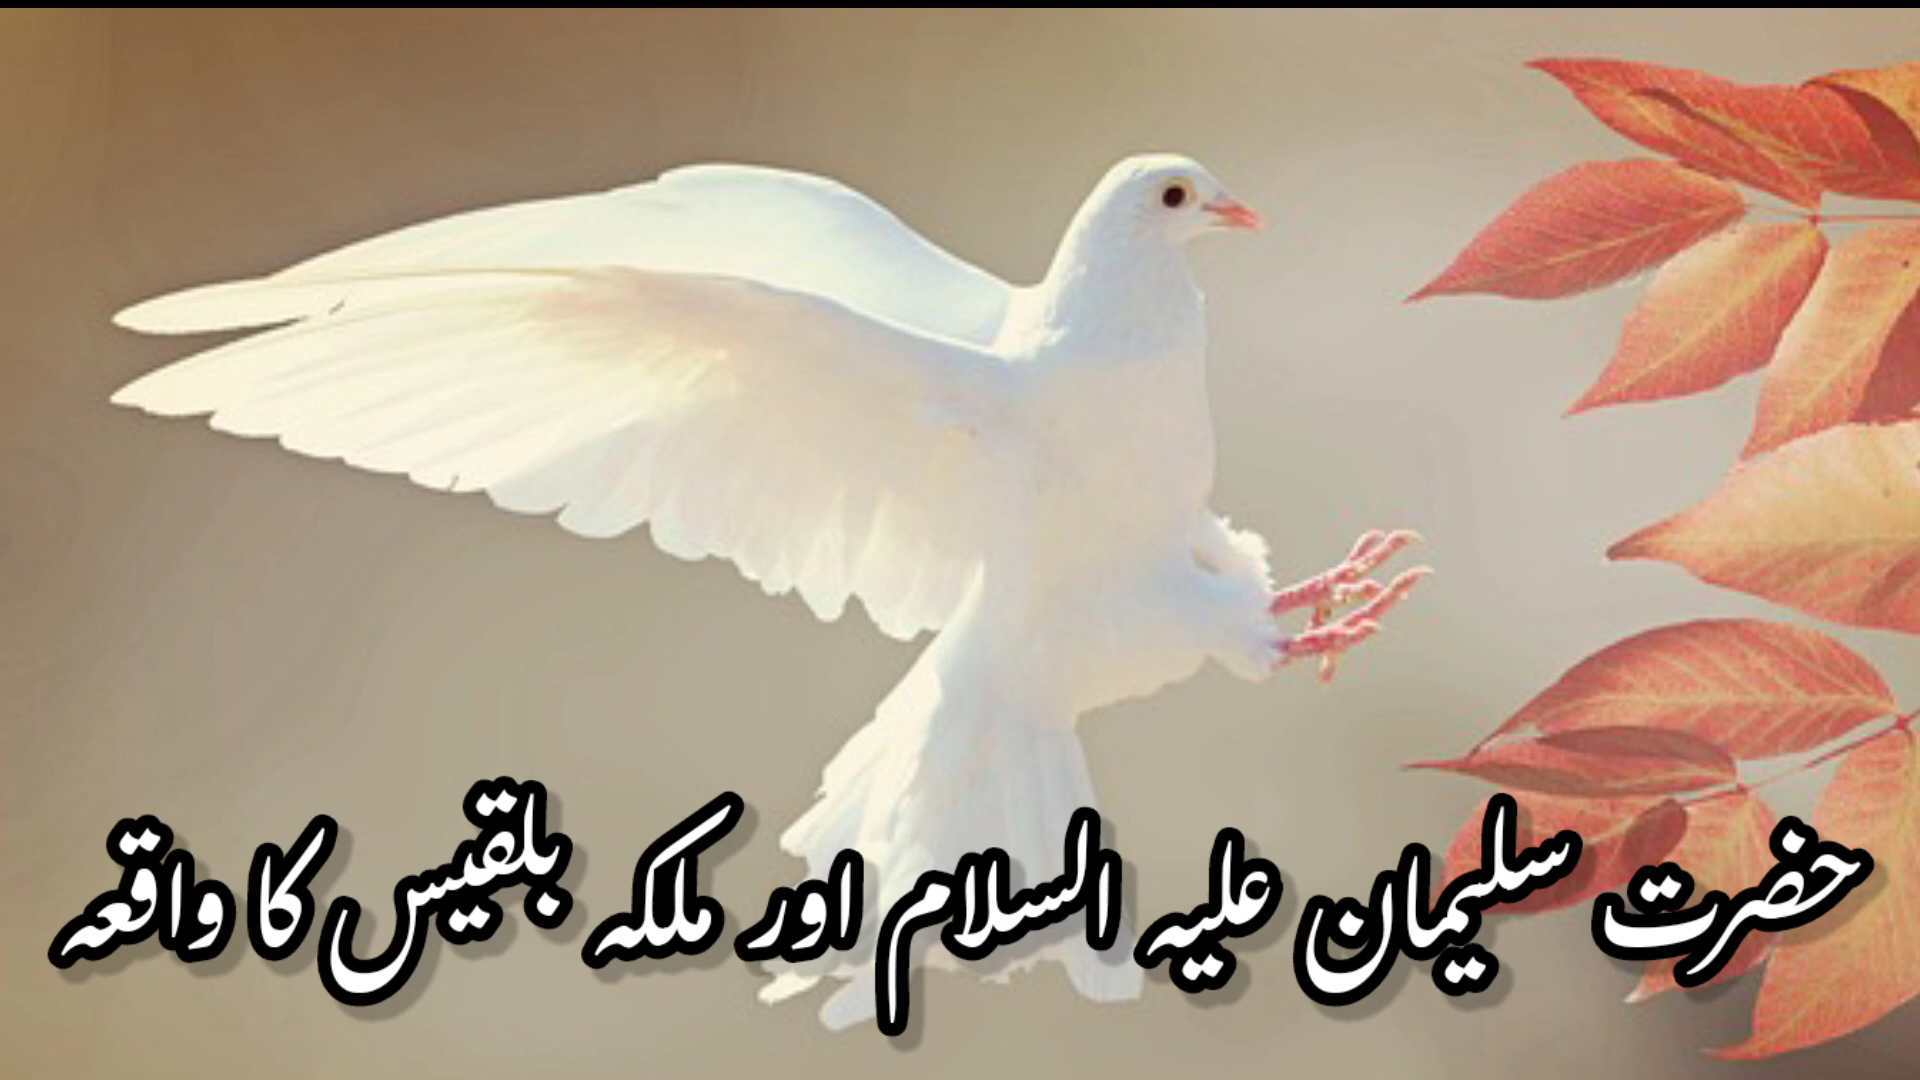 حضرت سلیمان علیہ السلام اور ملکہ بلقیس کا واقعہ